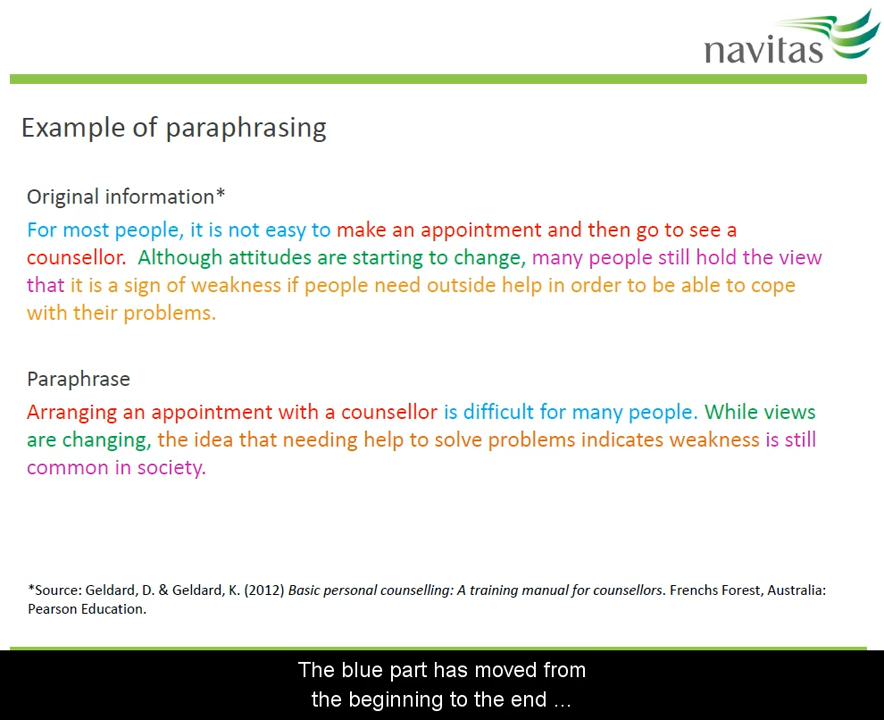 navitas
Example of paraphrasing
Original information*
For most people, it is not easy to make an appointment and then go to see a
counsellor. Although attitudes are starting to change, many people still hold the view
that it is a sign of weakness if people need outside help in order to be able to cope
with their problems.
Paraphrase
Arranging an appointment with a counsellor is difficult for many people. While views
are changing, the idea that needing help to solve problems indicates weakness is still
common in society.
*Source: Geldard, D. & Geldard, K. (2012) Basic personal counselling: A training manual for counsellors. Frenchs Forest, Australia:
Pearson Education.
The blue part has moved from
the beginning to the end ...